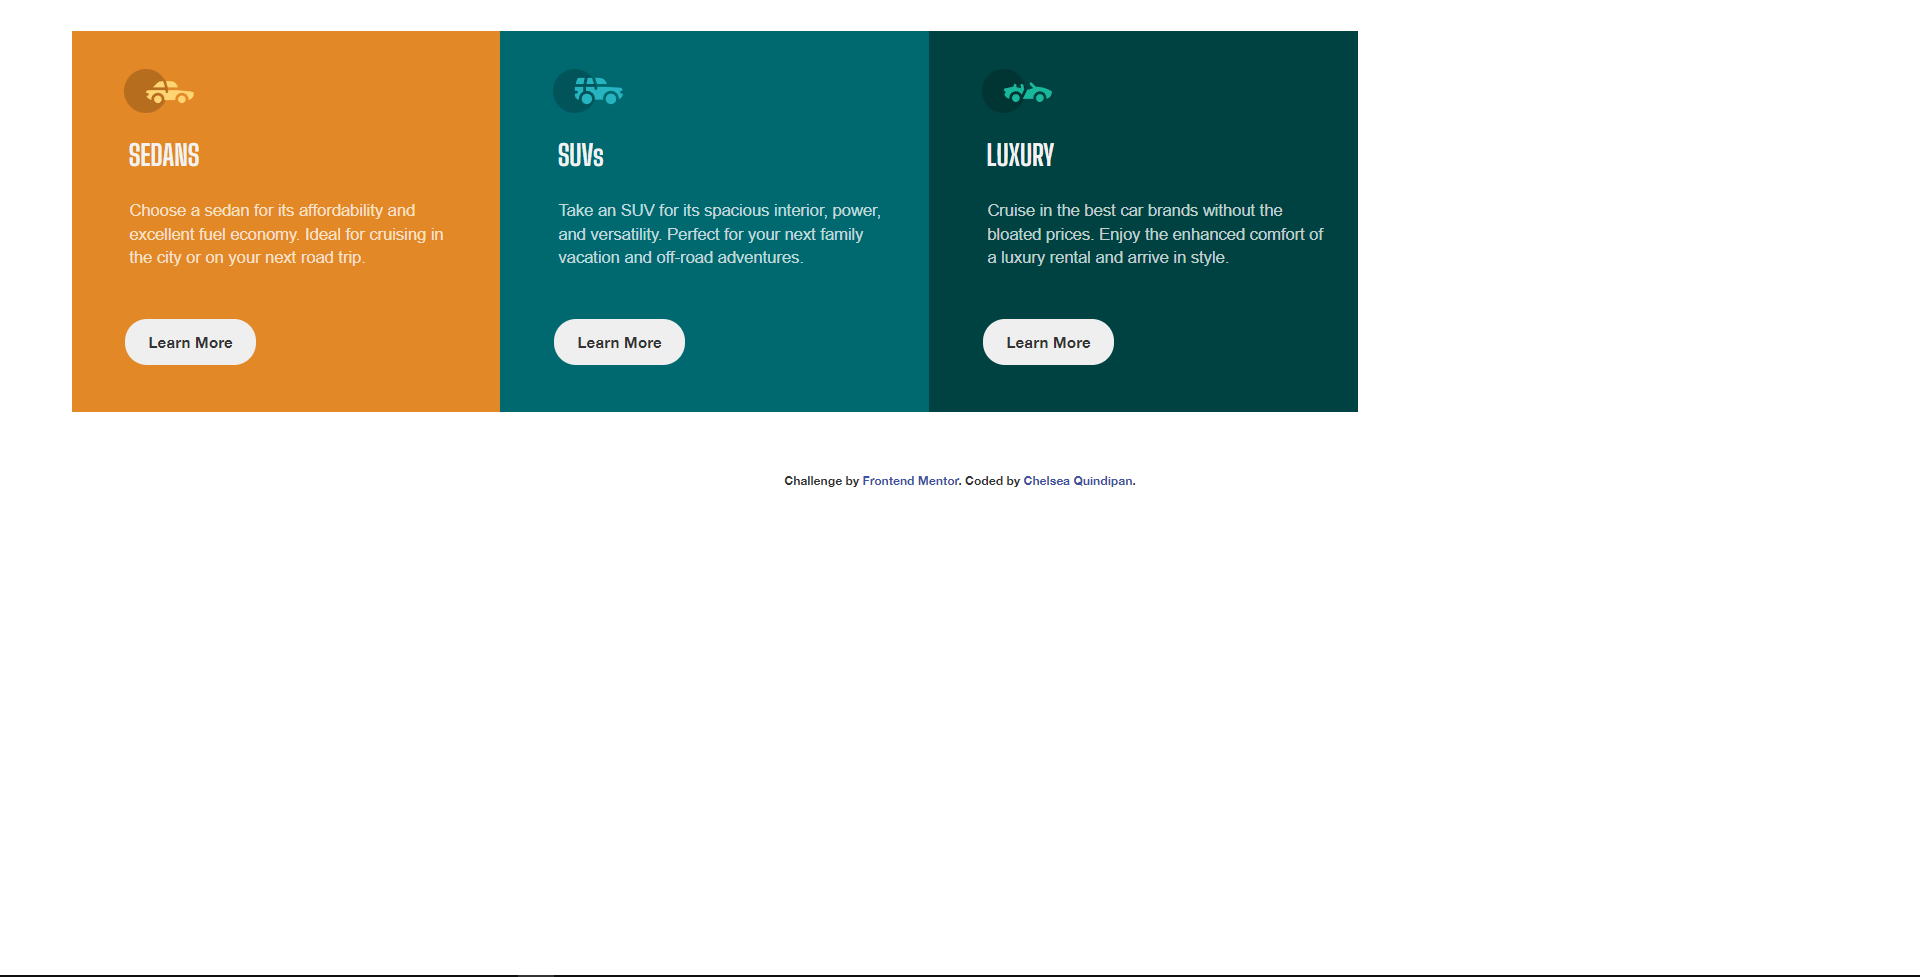 SEDANS
Choose a sedan for its affordability and
excellent fuel economy. Ideal for cruising in
the city or on your next road trip.
Learn More
SUVs
Take an SUV for its spacious interior, power,
and versatility. Perfect for your next family
vacation and off-road adventures.
Learn More
LUXURY
Cruise in the best car brands without the
bloated prices. Enjoy the enhanced comfort of
a luxury rental and arrive in style.
Learn More
Challenge by Frontend Mentor. Coded by Chelsea Quindipan.